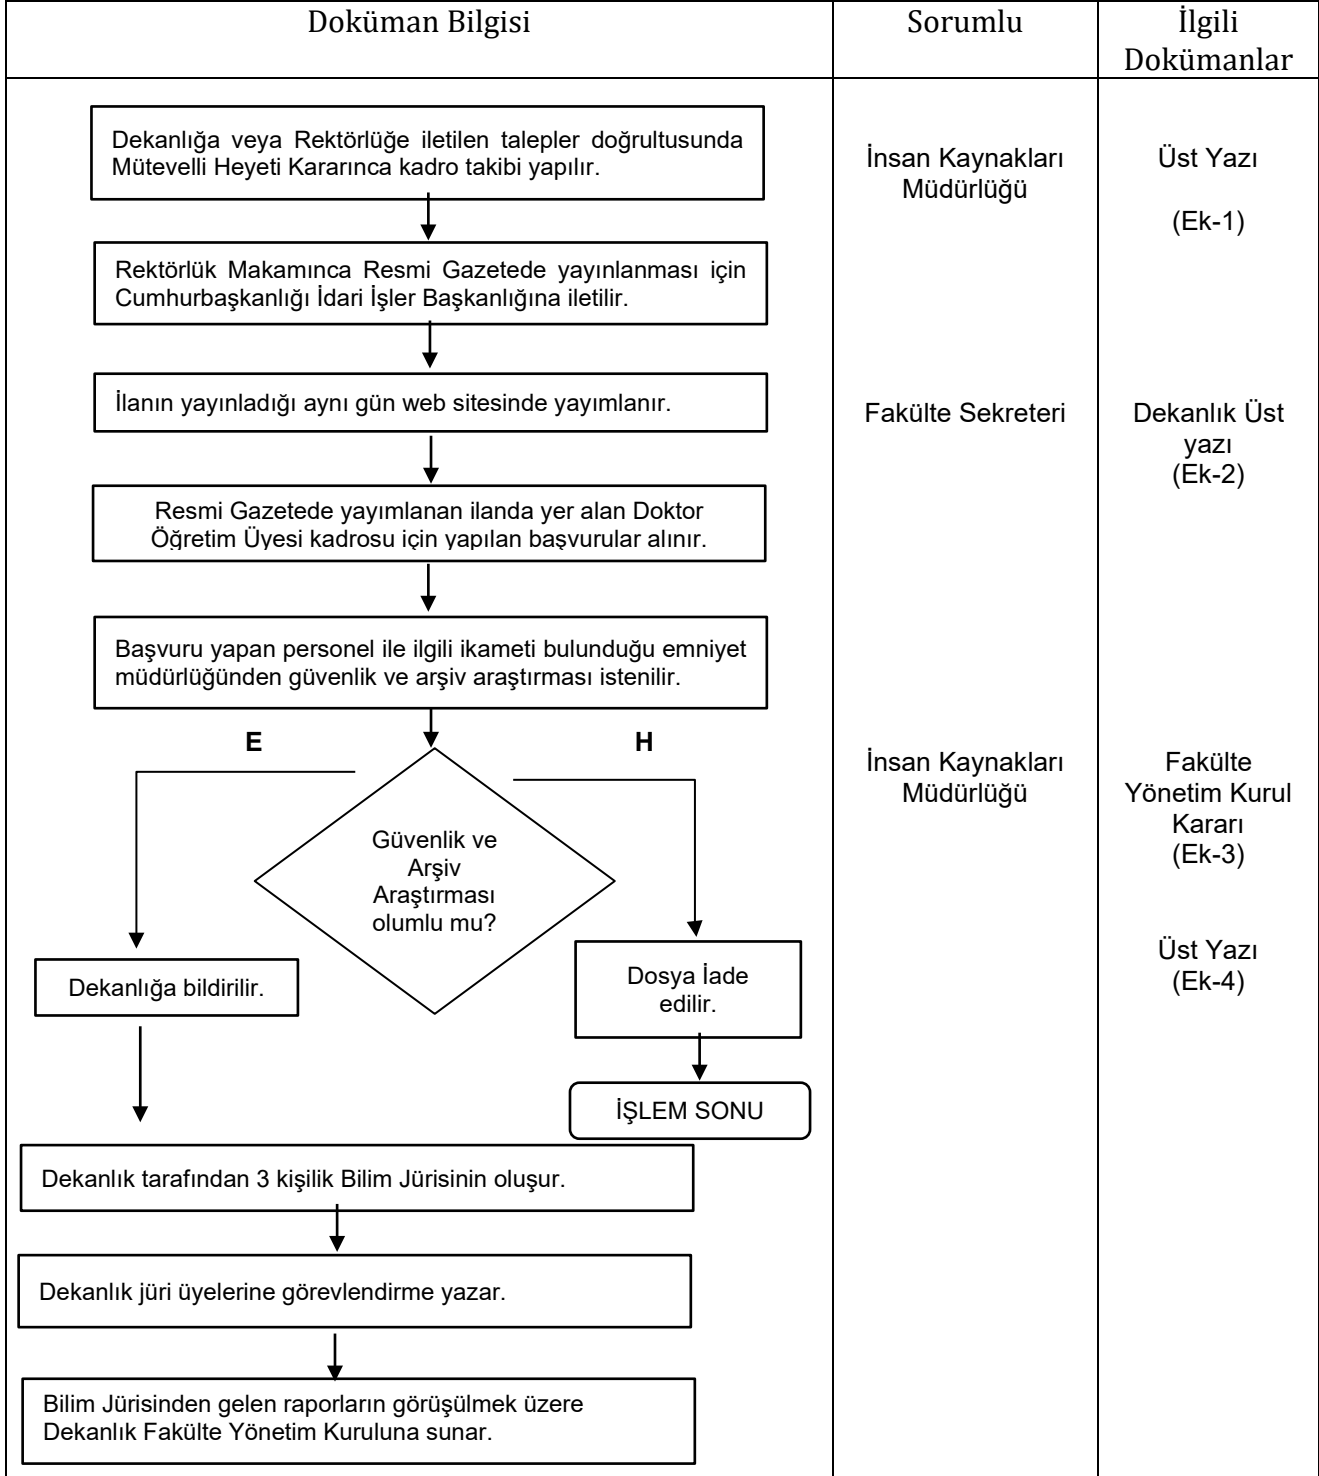 Doküman Bilgisi
Sorumlu
İlgili
Dokümanlar
Dekanlığa veya Rektörlüğe iletilen talepler doğrultusunda
Mütevelli Heyeti Kararınca kadro takibi yapılır.
İnsan Kaynakları
Müdürlüğü
Üst Yazı
(Ek-1)
Rektörlük Makamınca Resmi Gazetede yayınlanması için
Cumhurbaşkanlığı İdari İşler Başkanlığına iletilir.
İlanın yayınladığı aynı gün web sitesinde yayımlanır.
Fakülte Sekreteri
Dekanlık Üst
yazı
(Ek-2)
Resmi Gazetede yayımlanan ilanda yer alan Doktor
Öğretim Üyesi kadrosu için yapılan başvurular alınır.
Başvuru yapan personel ile ilgili ikameti bulunduğu emniyet
müdürlüğünden güvenlik ve arşiv araştırması istenilir.
E
H
İnsan Kaynakları
Müdürlüğü
Fakülte
Yönetim Kurul
Kararı
(Ek-3)
Güvenlik ve
Arşiv
Araştırması
olumlu mu?
Üst Yazı
(Ek-4)
Dekanlığa bildirilir.
Dosya İade
edilir.
İŞLEM SONU
Dekanlık tarafından 3 kişilik Bilim Jürisinin oluşur.
Dekanlık jüri üyelerine görevlendirme yazar.
Bilim Jürisinden gelen raporların görüşülmek üzere
Dekanlık Fakülte Yönetim Kuruluna sunar.